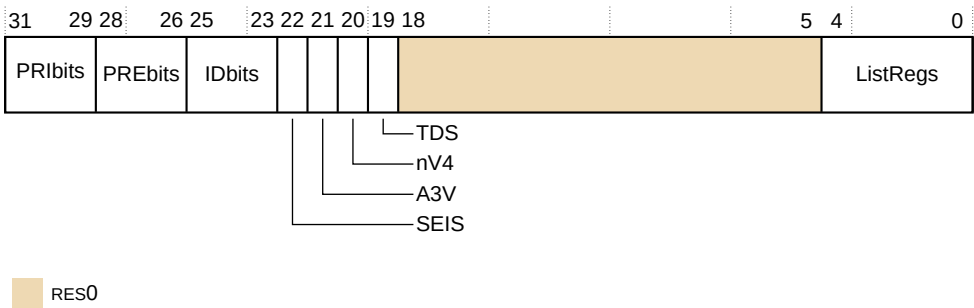 31 29 28 26 25 23 22 21 20 19 18 5 4 0
PRIbits PREbits IDbits ListRegs
TDS
nV4
A3V
SEIS
RES0